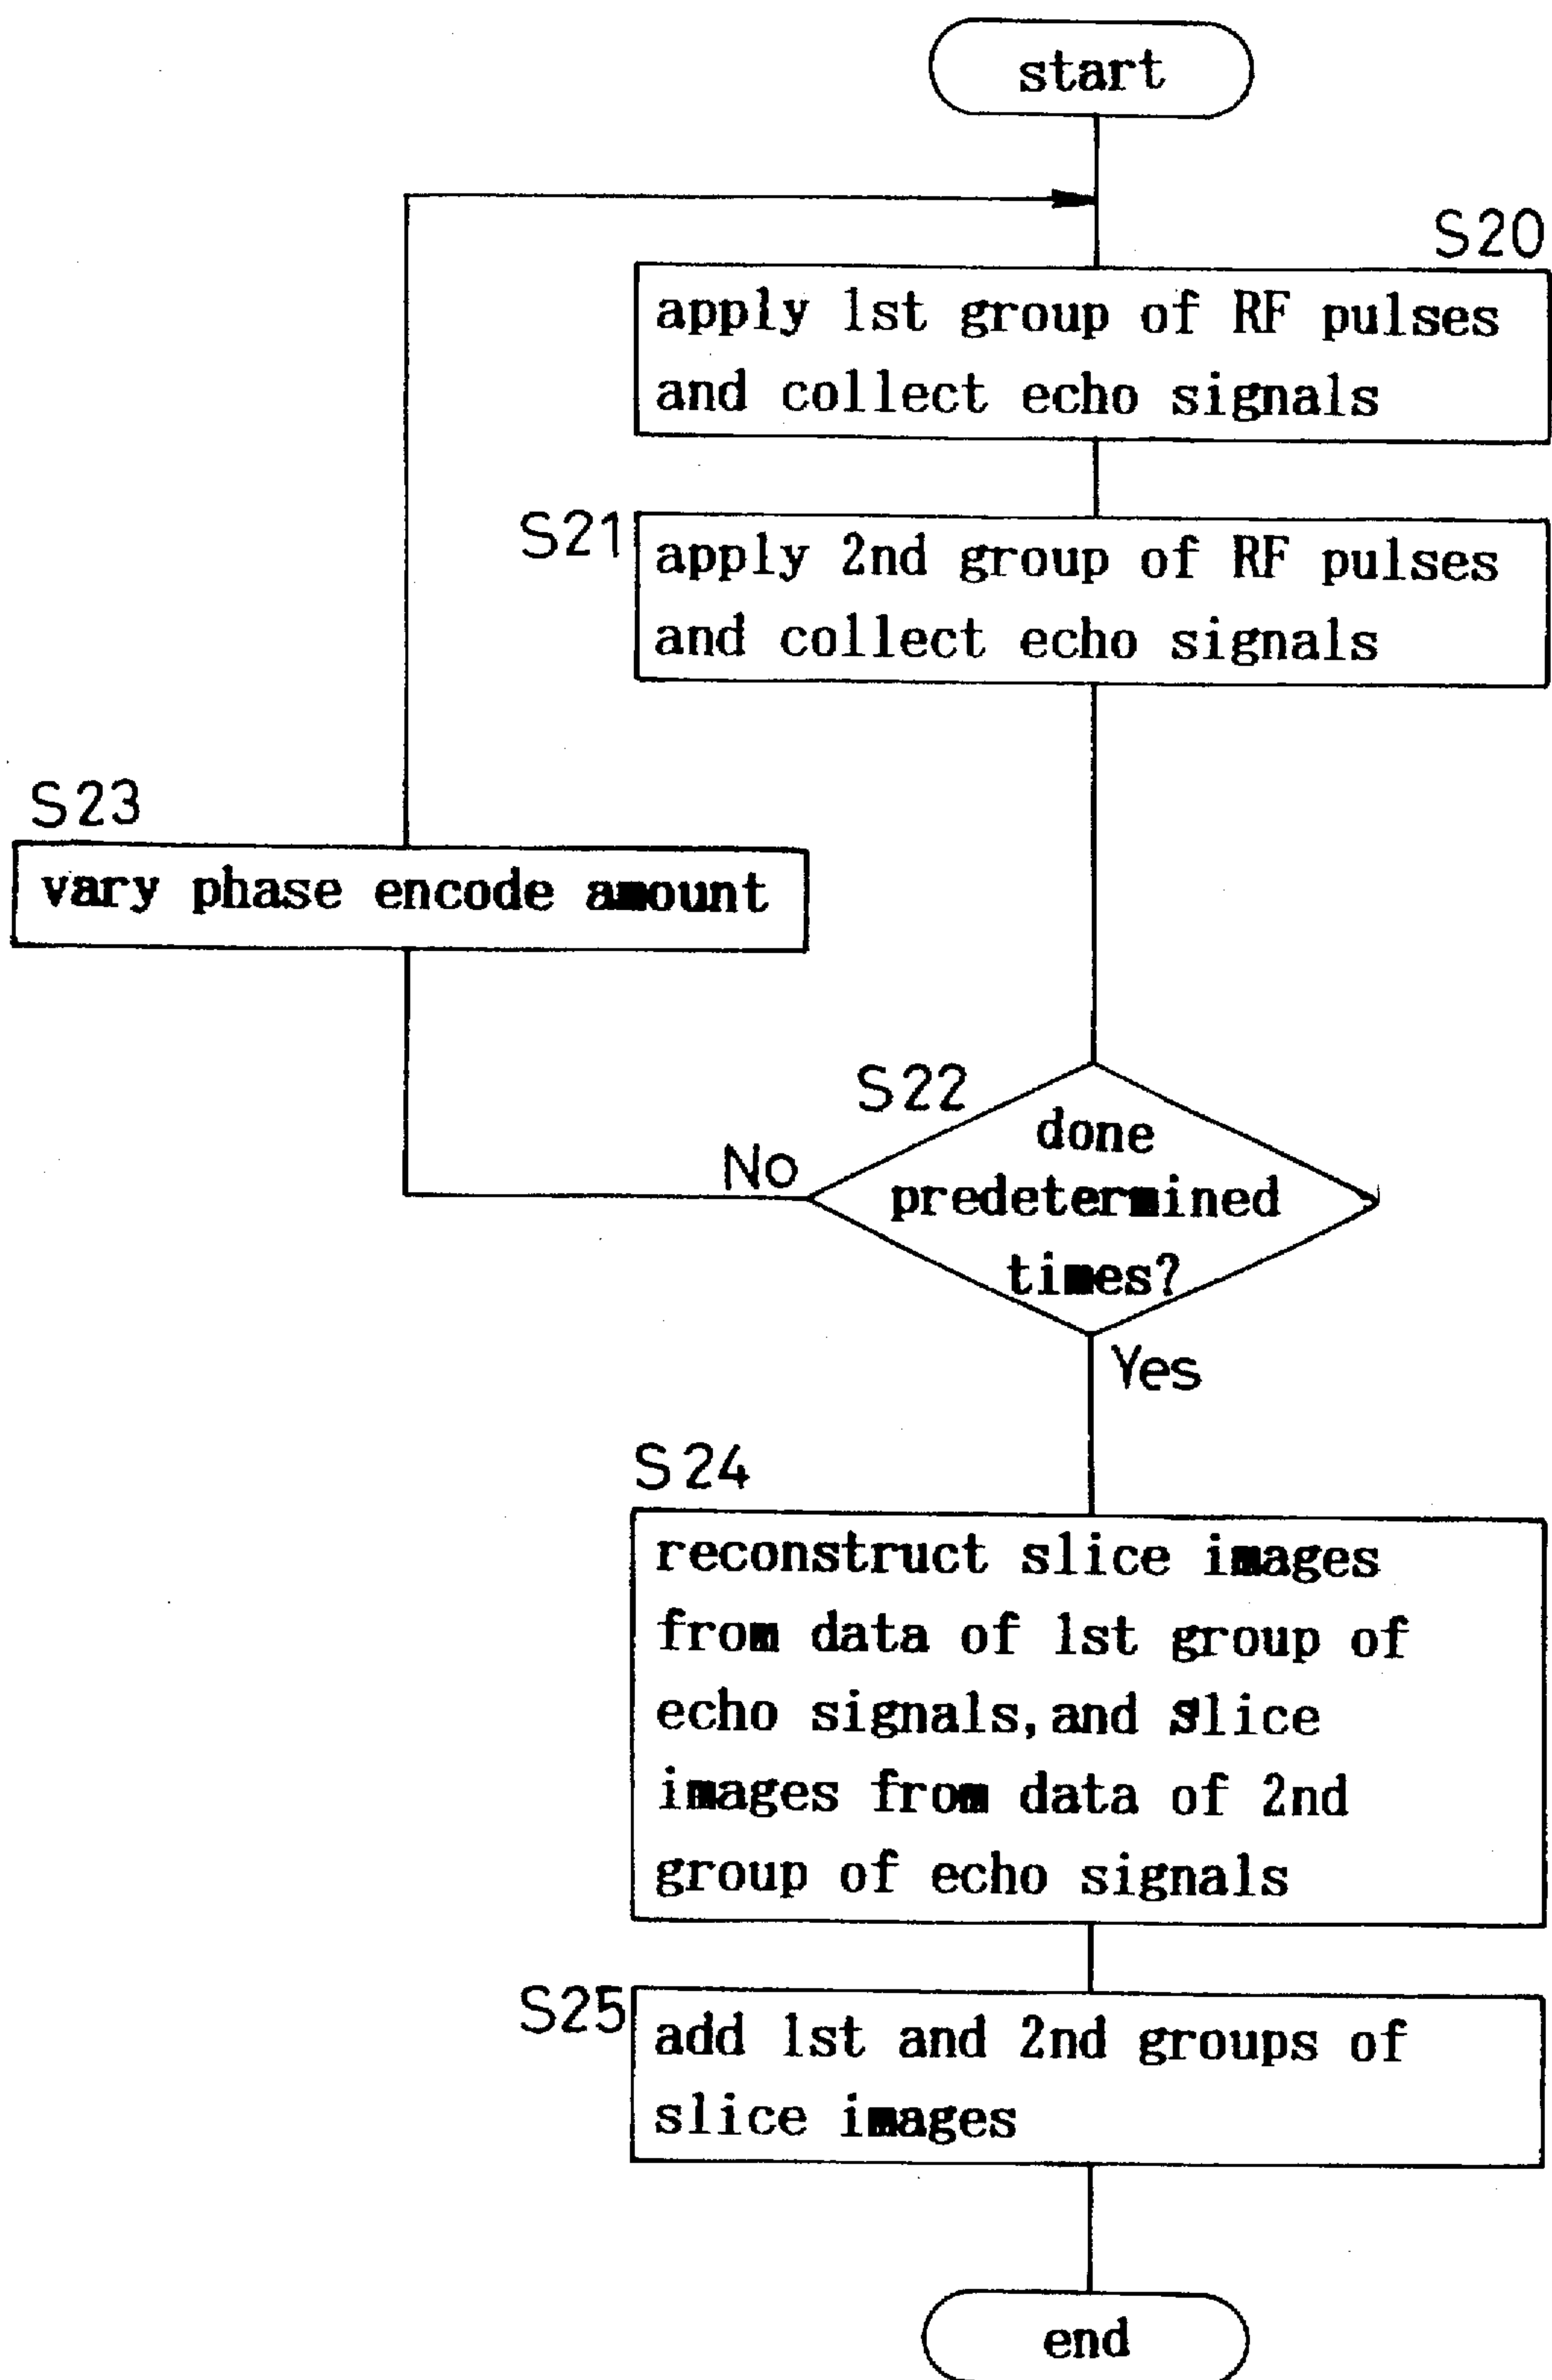 start
S20
apply 1st group of RF pulses
and collect echo signals
S21
apply 2nd group of RF pulses
and collect echo signals
S23
vary phase encode amount
S22
done
predetermined
times?
No
Yes
S24
reconstruct slice images
from data of 1st group of
echo signals, and slice
images from data of 2nd
group of echo signals
S25
add 1st and 2nd groups of
slice images
end